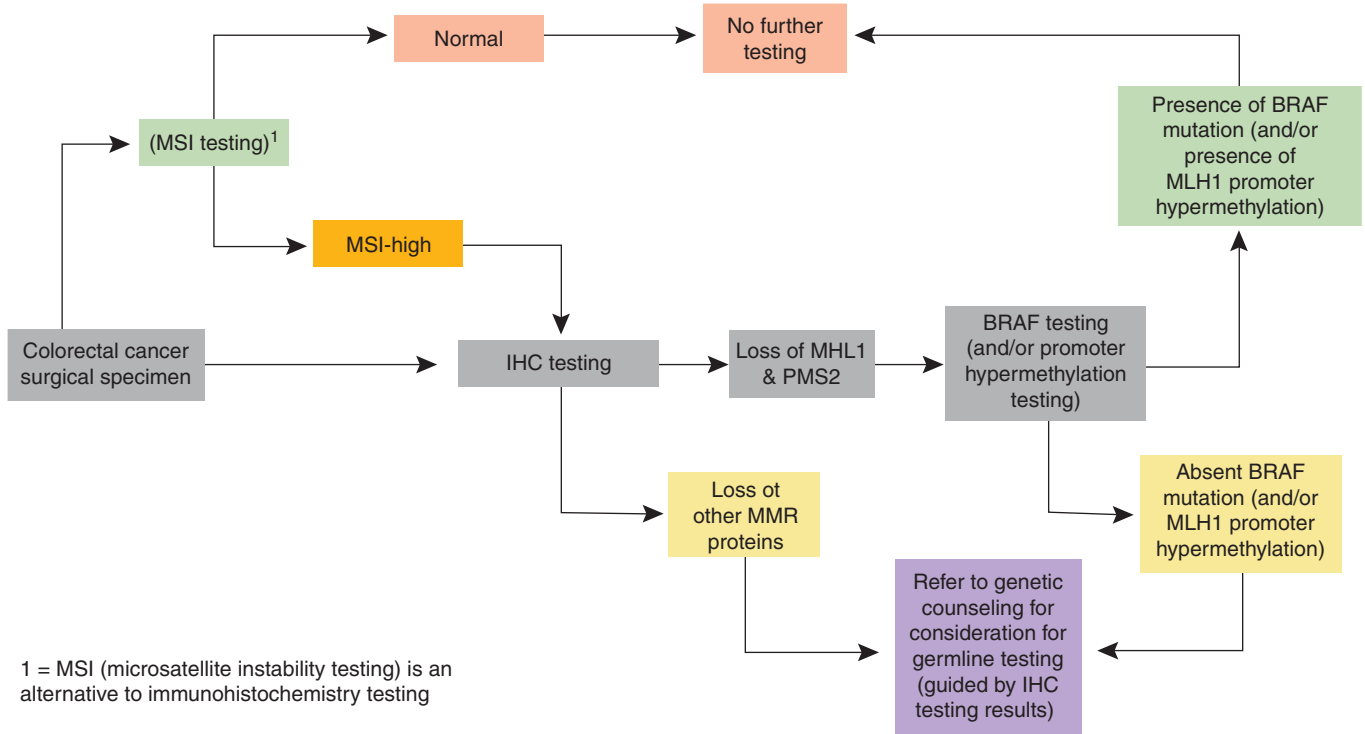 Normal
No further
testing
(MSI testing)1
Presence of BRAF
mutation (and/or
presence of
MLH1 promoter
hypermethylation)
MSI-high
Colorectal cancer
surgical specimen
IHC testing
Loss of MHL1
& PMS2
BRAF testing
(and/or promoter
hypermethylation
testing)
Loss ot
other MMR
proteins
Absent BRAF
mutation (and/or
MLH1 promoter
hypermethylation)
Refer to genetic
counseling for
consideration for
germline testing
(guided by IHC
testing results)
1 = MSI (microsatellite instability testing) is an
alternative to immunohistochemistry testing